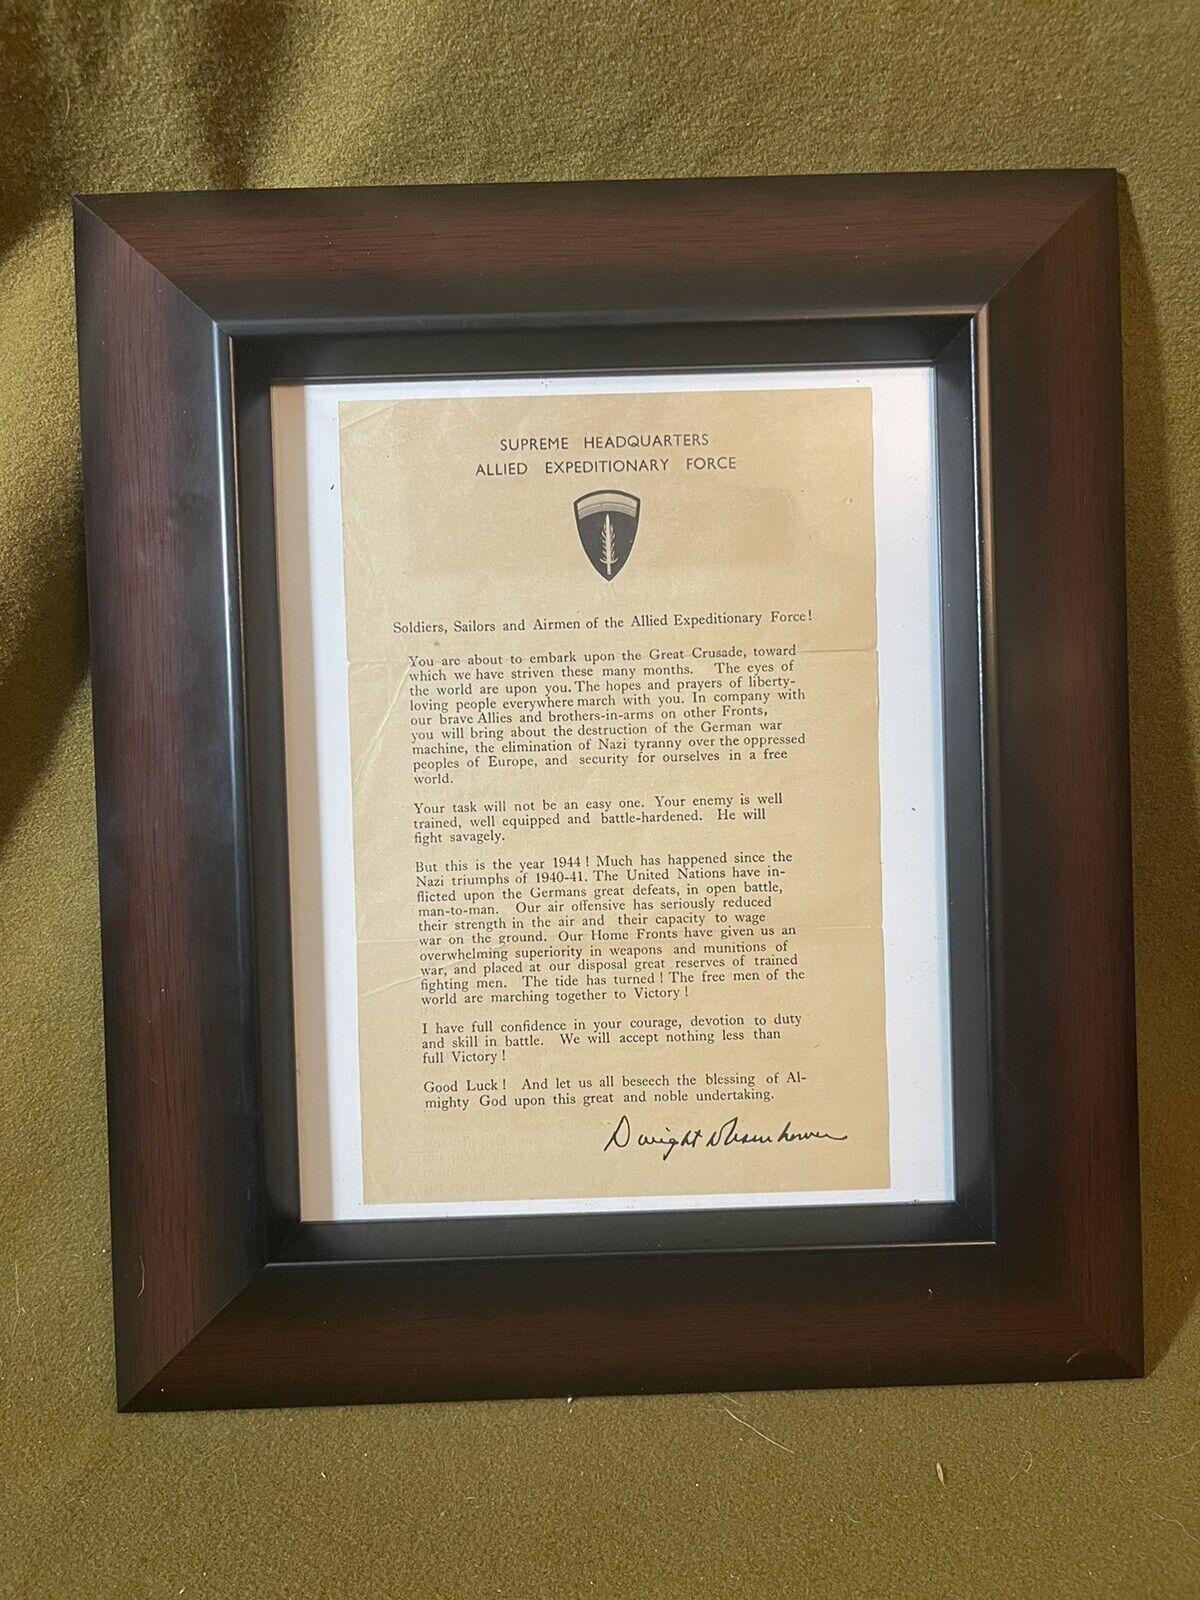 SUPREME HEADQUARTERS
ALLIED EXPEDITIONARY FORCE
Soldiers, Sailors and Airmen of the Allied Expeditionary Force!
You are about to embark upon the Great Crusade, toward
which we have striven these many months. The eyes of
the world are upon you. The hopes and prayers of liberty-
loving people everywhere march with you. In company with
our brave Allies and brothers-in-arms on other Fronts,
you will bring about the destruction of the German war
machine, the elimination of Nazi tyranny over the oppressed
peoples of Europe, and security for ourselves in a free
world.
Your task will not be an easy one. Your enemy is well
trained, well equipped and battle-hardened. He will
fight savagely.
But this is the year 1944! Much has happened since the
Nazi triumphs of 1940-41. The United Nations have in-
flicted upon the Germans great defeats, in open battle,
man-to-man. Our air offensive has seriously reduced
their strength in the air and their capacity to wage
war on the ground. Our Home Fronts have given us an
overwhelming superiority in weapons and munitions of
war, and placed at our disposal great reserves of trained
fighting men. The tide has turned! The free men of the
world are marching together to Victory!
I have full confidence in your courage, devotion to duty
and skill in battle. We will accept nothing less than
full Victory!
Good Luck! And let us all beseech the blessing of Al-
mighty God upon this great and noble undertaking.
Dwight D Eisenhower